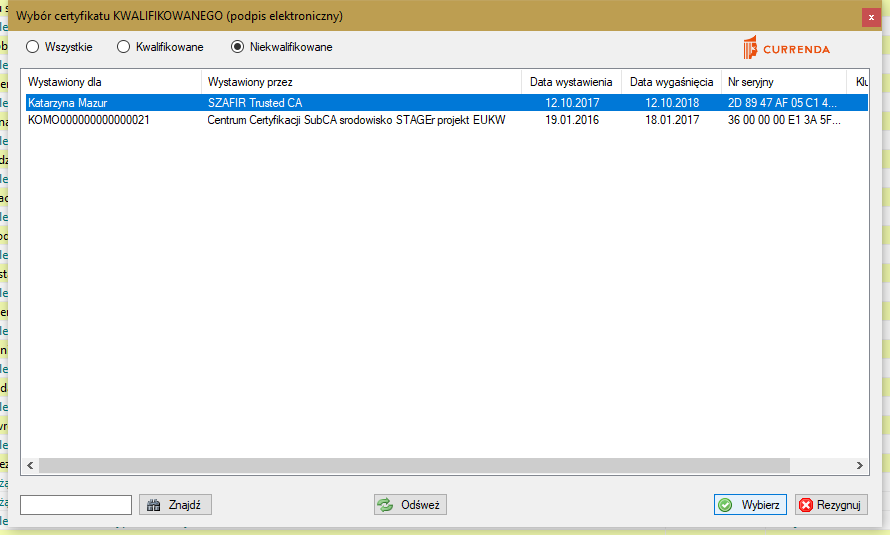 Wybór certyfikatu KWALIFIKOWANEGO (podpis elektroniczny)
Wszystkie Kwalifikowane Niekwalifikowane CURRENDA
Wystawiony dla Wystawiony przez Data wystawienia Data wygaśnięcia Nr seryjny Klu
Katarzyna Mazur SZAFIR Trusted CA 12.10.2017 12.10.2018 2D 89 47 AF 05 C1 4...
KOMO000000000000021 Centrum Certyfikacji SubCA srodowisko STAGEr projekt EUKW 19.01.2016 18.01.2017 36 00 00 00 E1 3A 5F...
Znajdź Odśwież Wybierz Rezygnuj